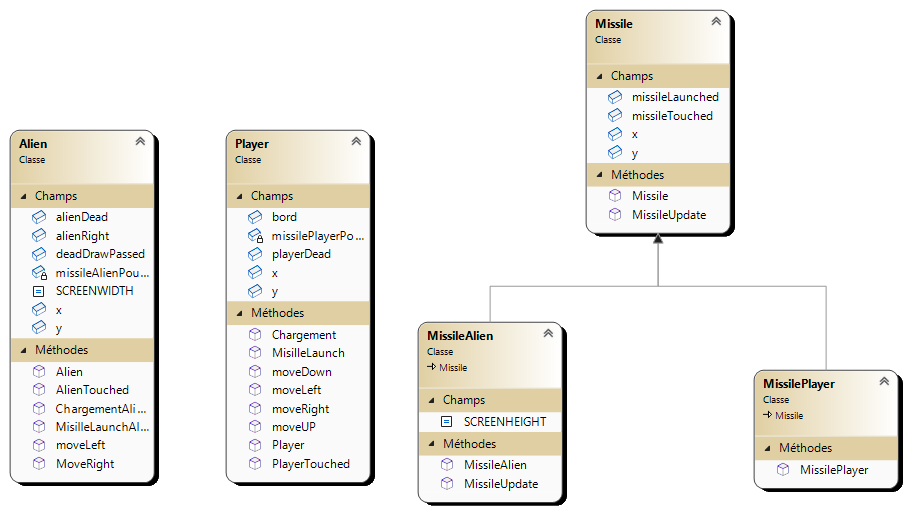 Alien
Classe
Champs
alienDead
alienRight
deadDrawPassed
missileAlienPou...
SCREENWIDTH
x
y
Méthodes
Alien
AlienTouched
ChargementAli...
MisilleLaunchAl...
moveLeft
MoveRight
Player
Classe
Champs
bord
missilePlayerPo...
playerDead
x
y
Méthodes
Chargement
MisilleLaunch
moveDown
moveLeft
moveRight
moveUP
Player
PlayerTouched
Missile
Classe
Champs
missileLaunched
missileTouched
x
y
Méthodes
Missile
MissileUpdate
MissileAlien
Classe
Missile
Champs
SCREENHEIGHT
Méthodes
MissileAlien
MissileUpdate
MissilePlayer
Classe
Missile
Méthodes
MissilePlayer